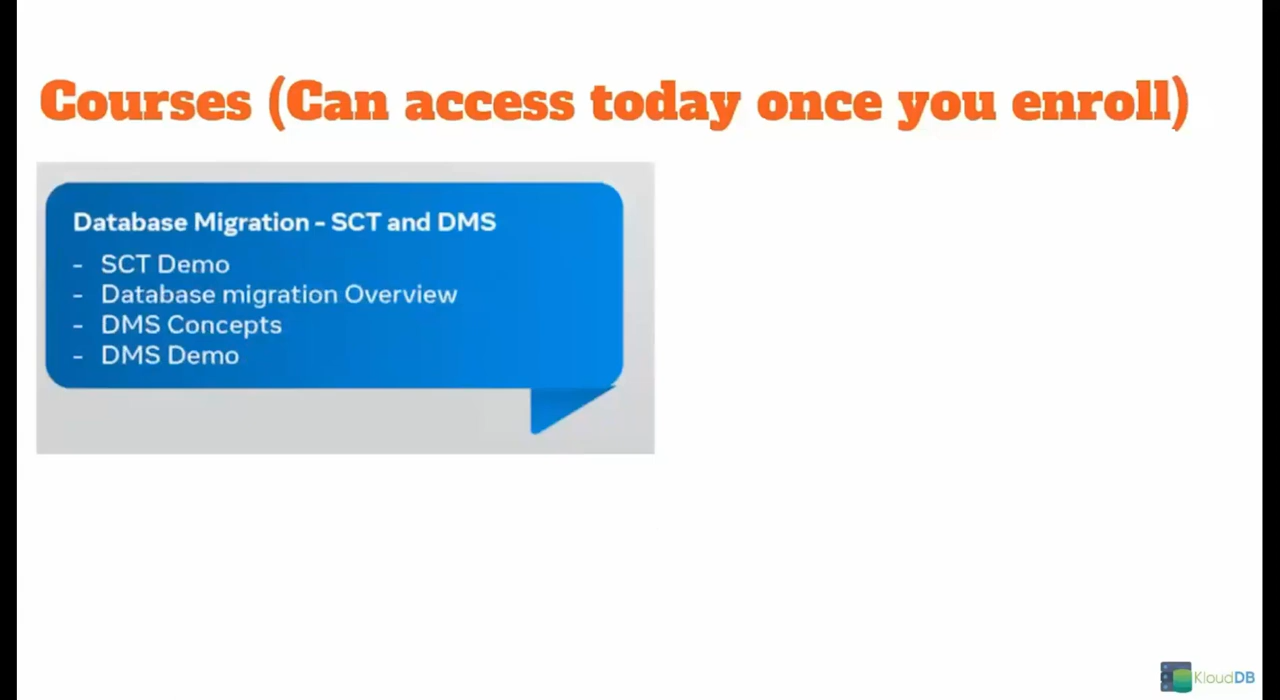 Courses (Can access today once you enroll)
Database Migration - SCT and DMS
- SCT Demo
- Database migration Overview
- DMS Concepts
- DMS Demo
KloudDB